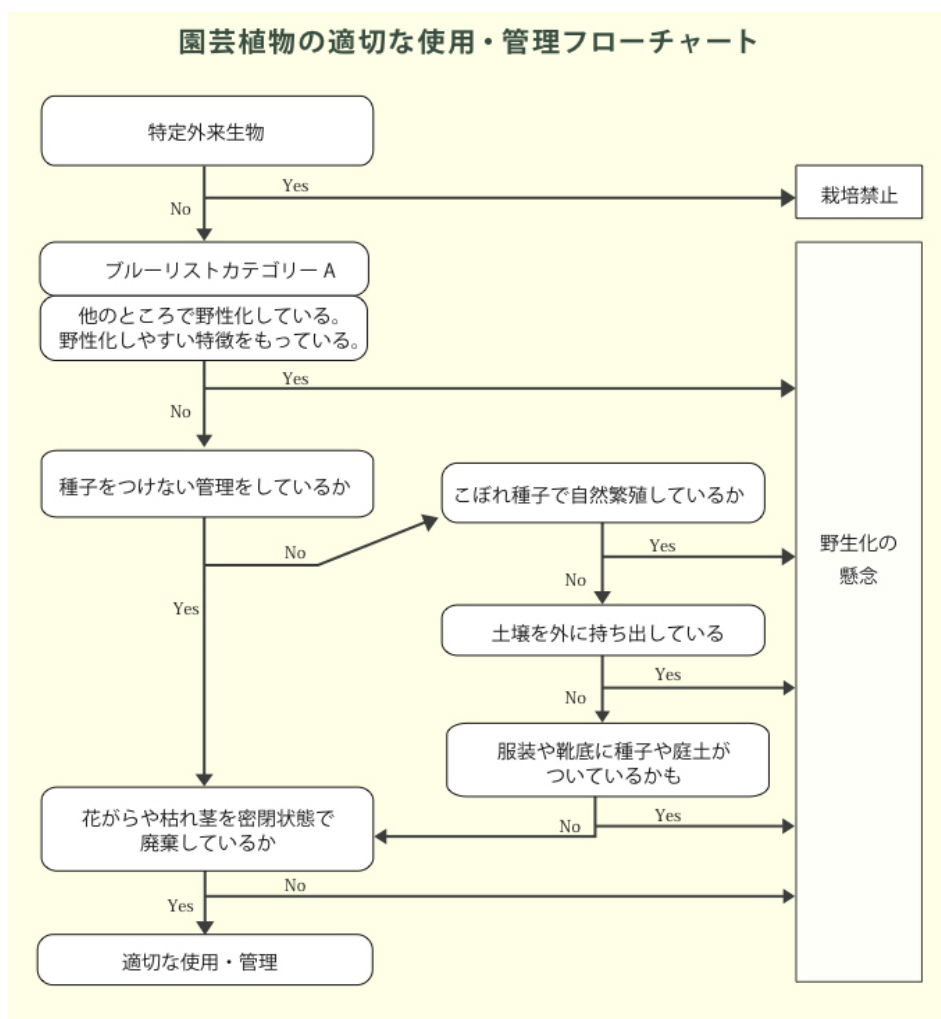 園芸植物の適切な使用・管理フローチャート
特定外来生物
Yes
栽培禁止
No
ブルーリストカテゴリー A
他のところで野性化している。
野性化しやすい特徴をもっている。
Yes
No
種子をつけない管理をしているか
こぼれ種子で自然繁殖しているか
No
Yes
野生化の
懸念
No
Yes
土壌を外に持ち出している
Yes
No
服装や靴底に種子や庭土が
ついているかも
Yes
No
花がらや枯れ茎を密閉状態で
廃棄しているか
No
Yes
適切な使用・管理